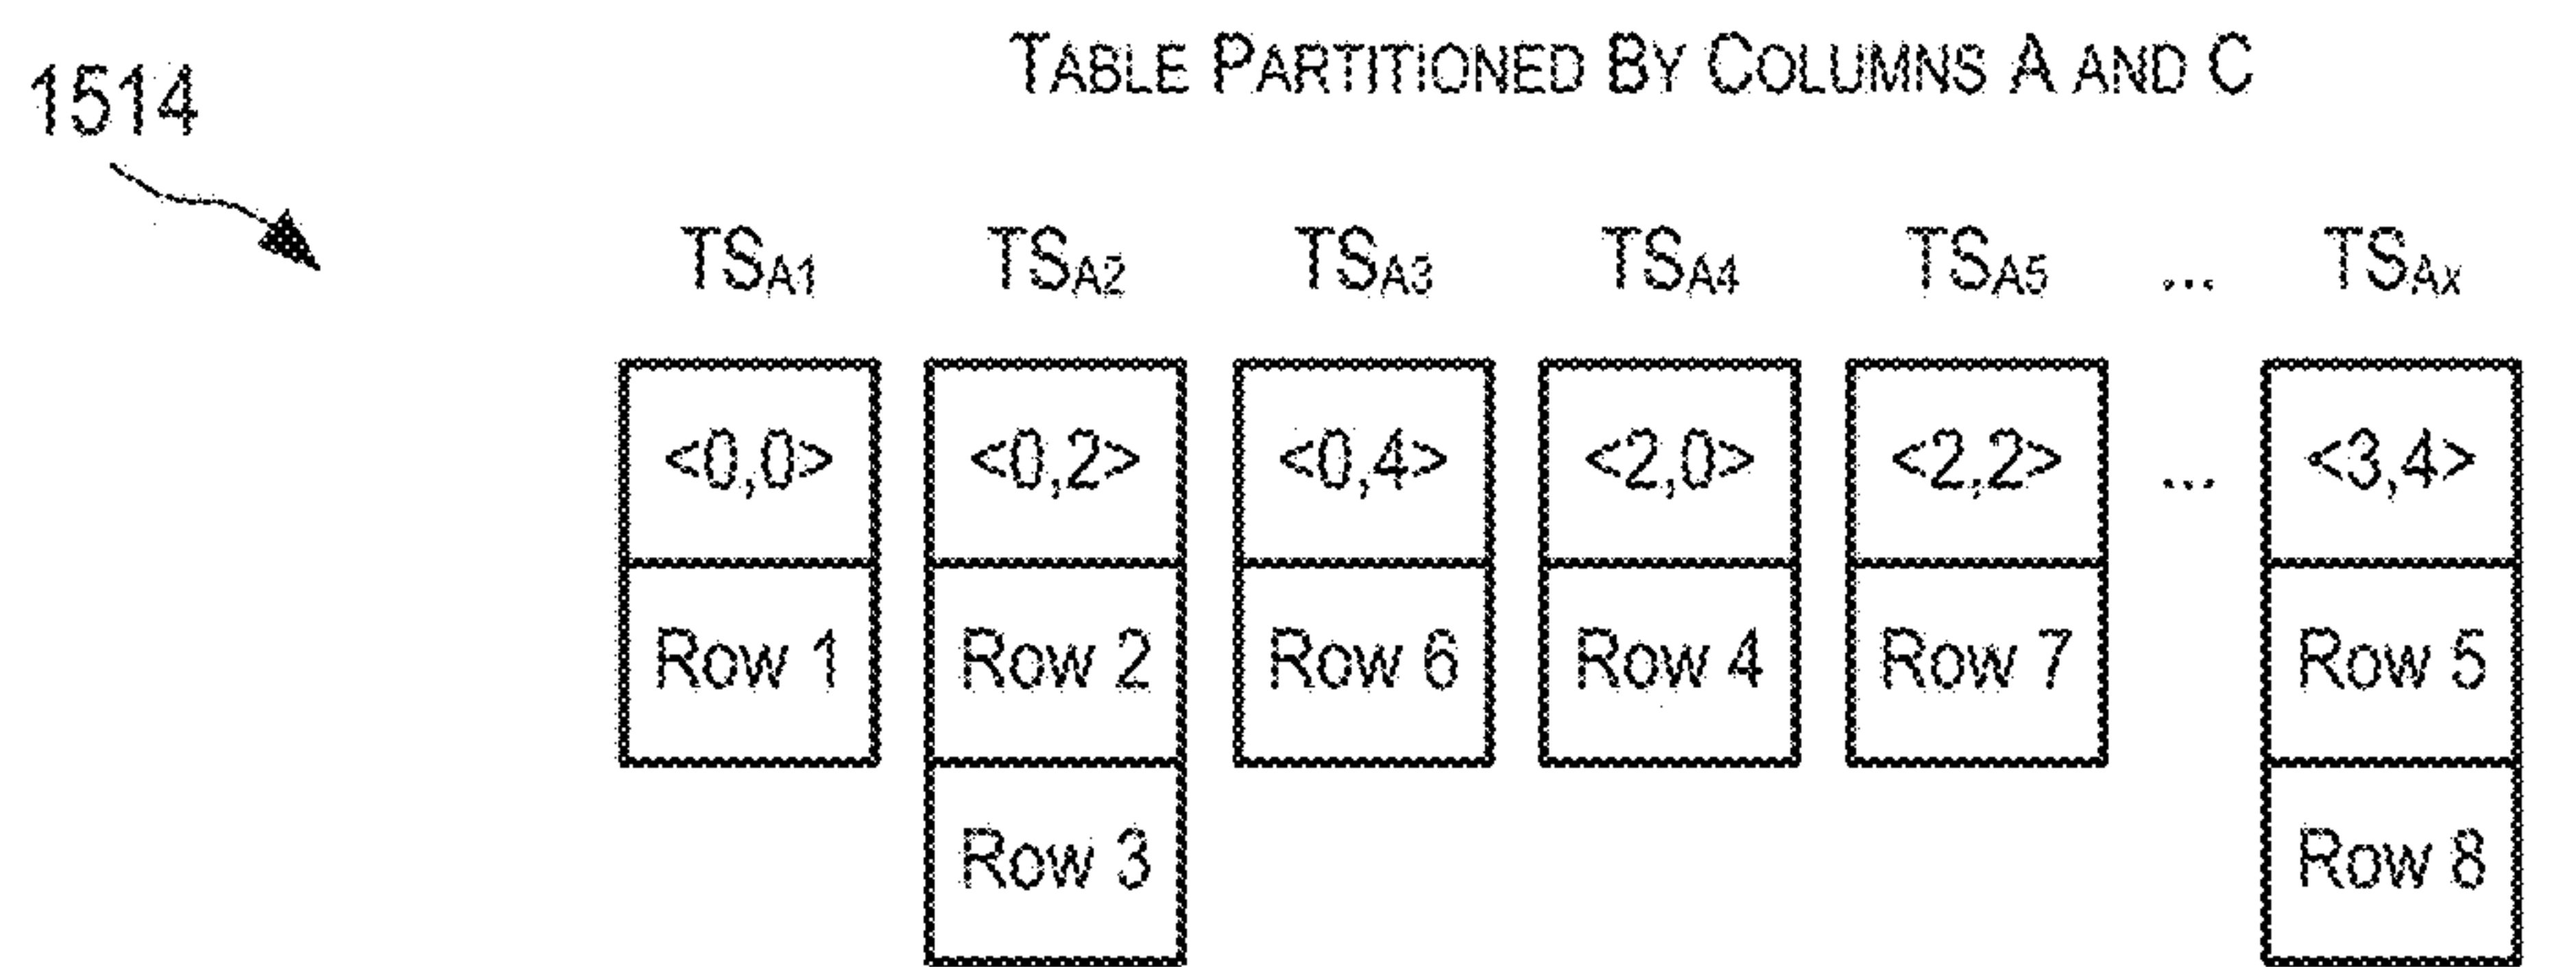 TABLE PARTITIONED BY COLUMNS A AND C
1514
TSA1 TSA2 TSA3 TSA4 TSA5 ... TSAx
<0,0> <0,2> <0,4> <2,0> <2,2> ... <3,4>
Row 1 Row 2 Row 6 Row 4 Row 7 Row 5
Row 3 Row 8